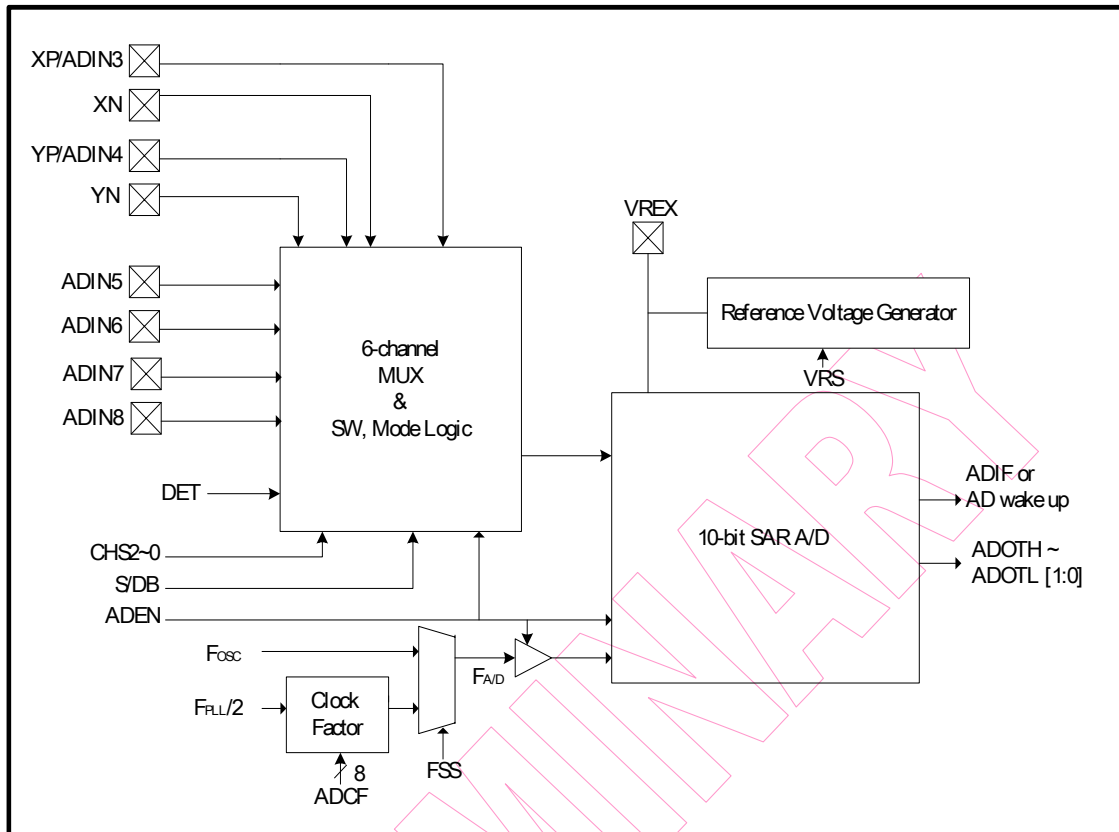 XP/ADIN3
XN
YP/ADIN4
YN
VREX
ADIN5
ADIN6
ADIN7
ADIN8
6-channel
MUX
&
SW, Mode Logic
Reference Voltage Generator
VRS
DET
10-bit SAR A/D
ADIF or
AD wake up
ADOTH ~
ADOTL [1:0]
CHS2~0
S/DB
ADEN
FOSC
FA/D
FPLL/2
Clock
Factor
FSS
8
ADCF
MINARY